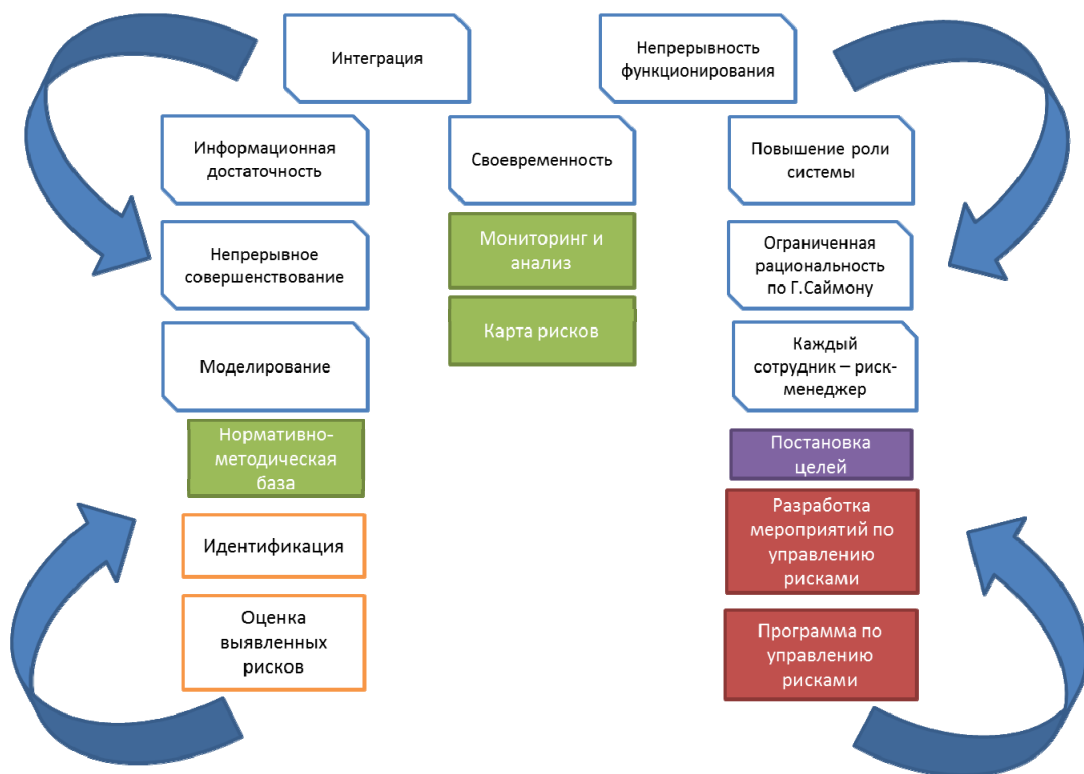 Интеграция
Непрерывность
функционирования
Информационная
достаточность
Своевременность
Повышение роли
системы
Непрерывное
совершенствование
Мониторинг и
анализ
Ограниченная
рациональность
по Г.Саймону
Моделирование
Карта рисков
Каждый
сотрудник – риск-
менеджер
Нормативно-
методическая
база
Постановка
целей
Идентификация
Разработка
мероприятий по
управлению
рисками
Оценка
выявленных
рисков
Программа по
управлению
рисками